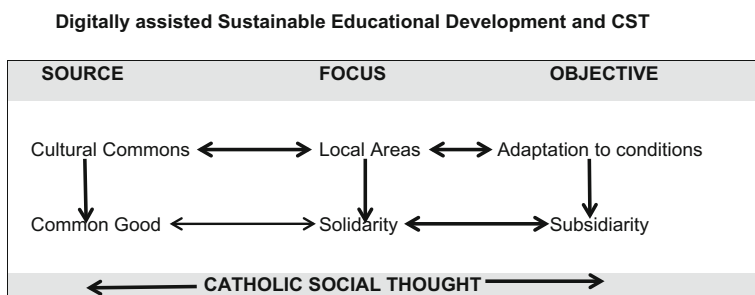 Digitally assisted Sustainable Educational Development and CST
SOURCE FOCUS OBJECTIVE
Cultural Commons Local Areas Adaptation to conditions
Common Good Solidarity Subsidiarity
CATHOLIC SOCIAL THOUGHT